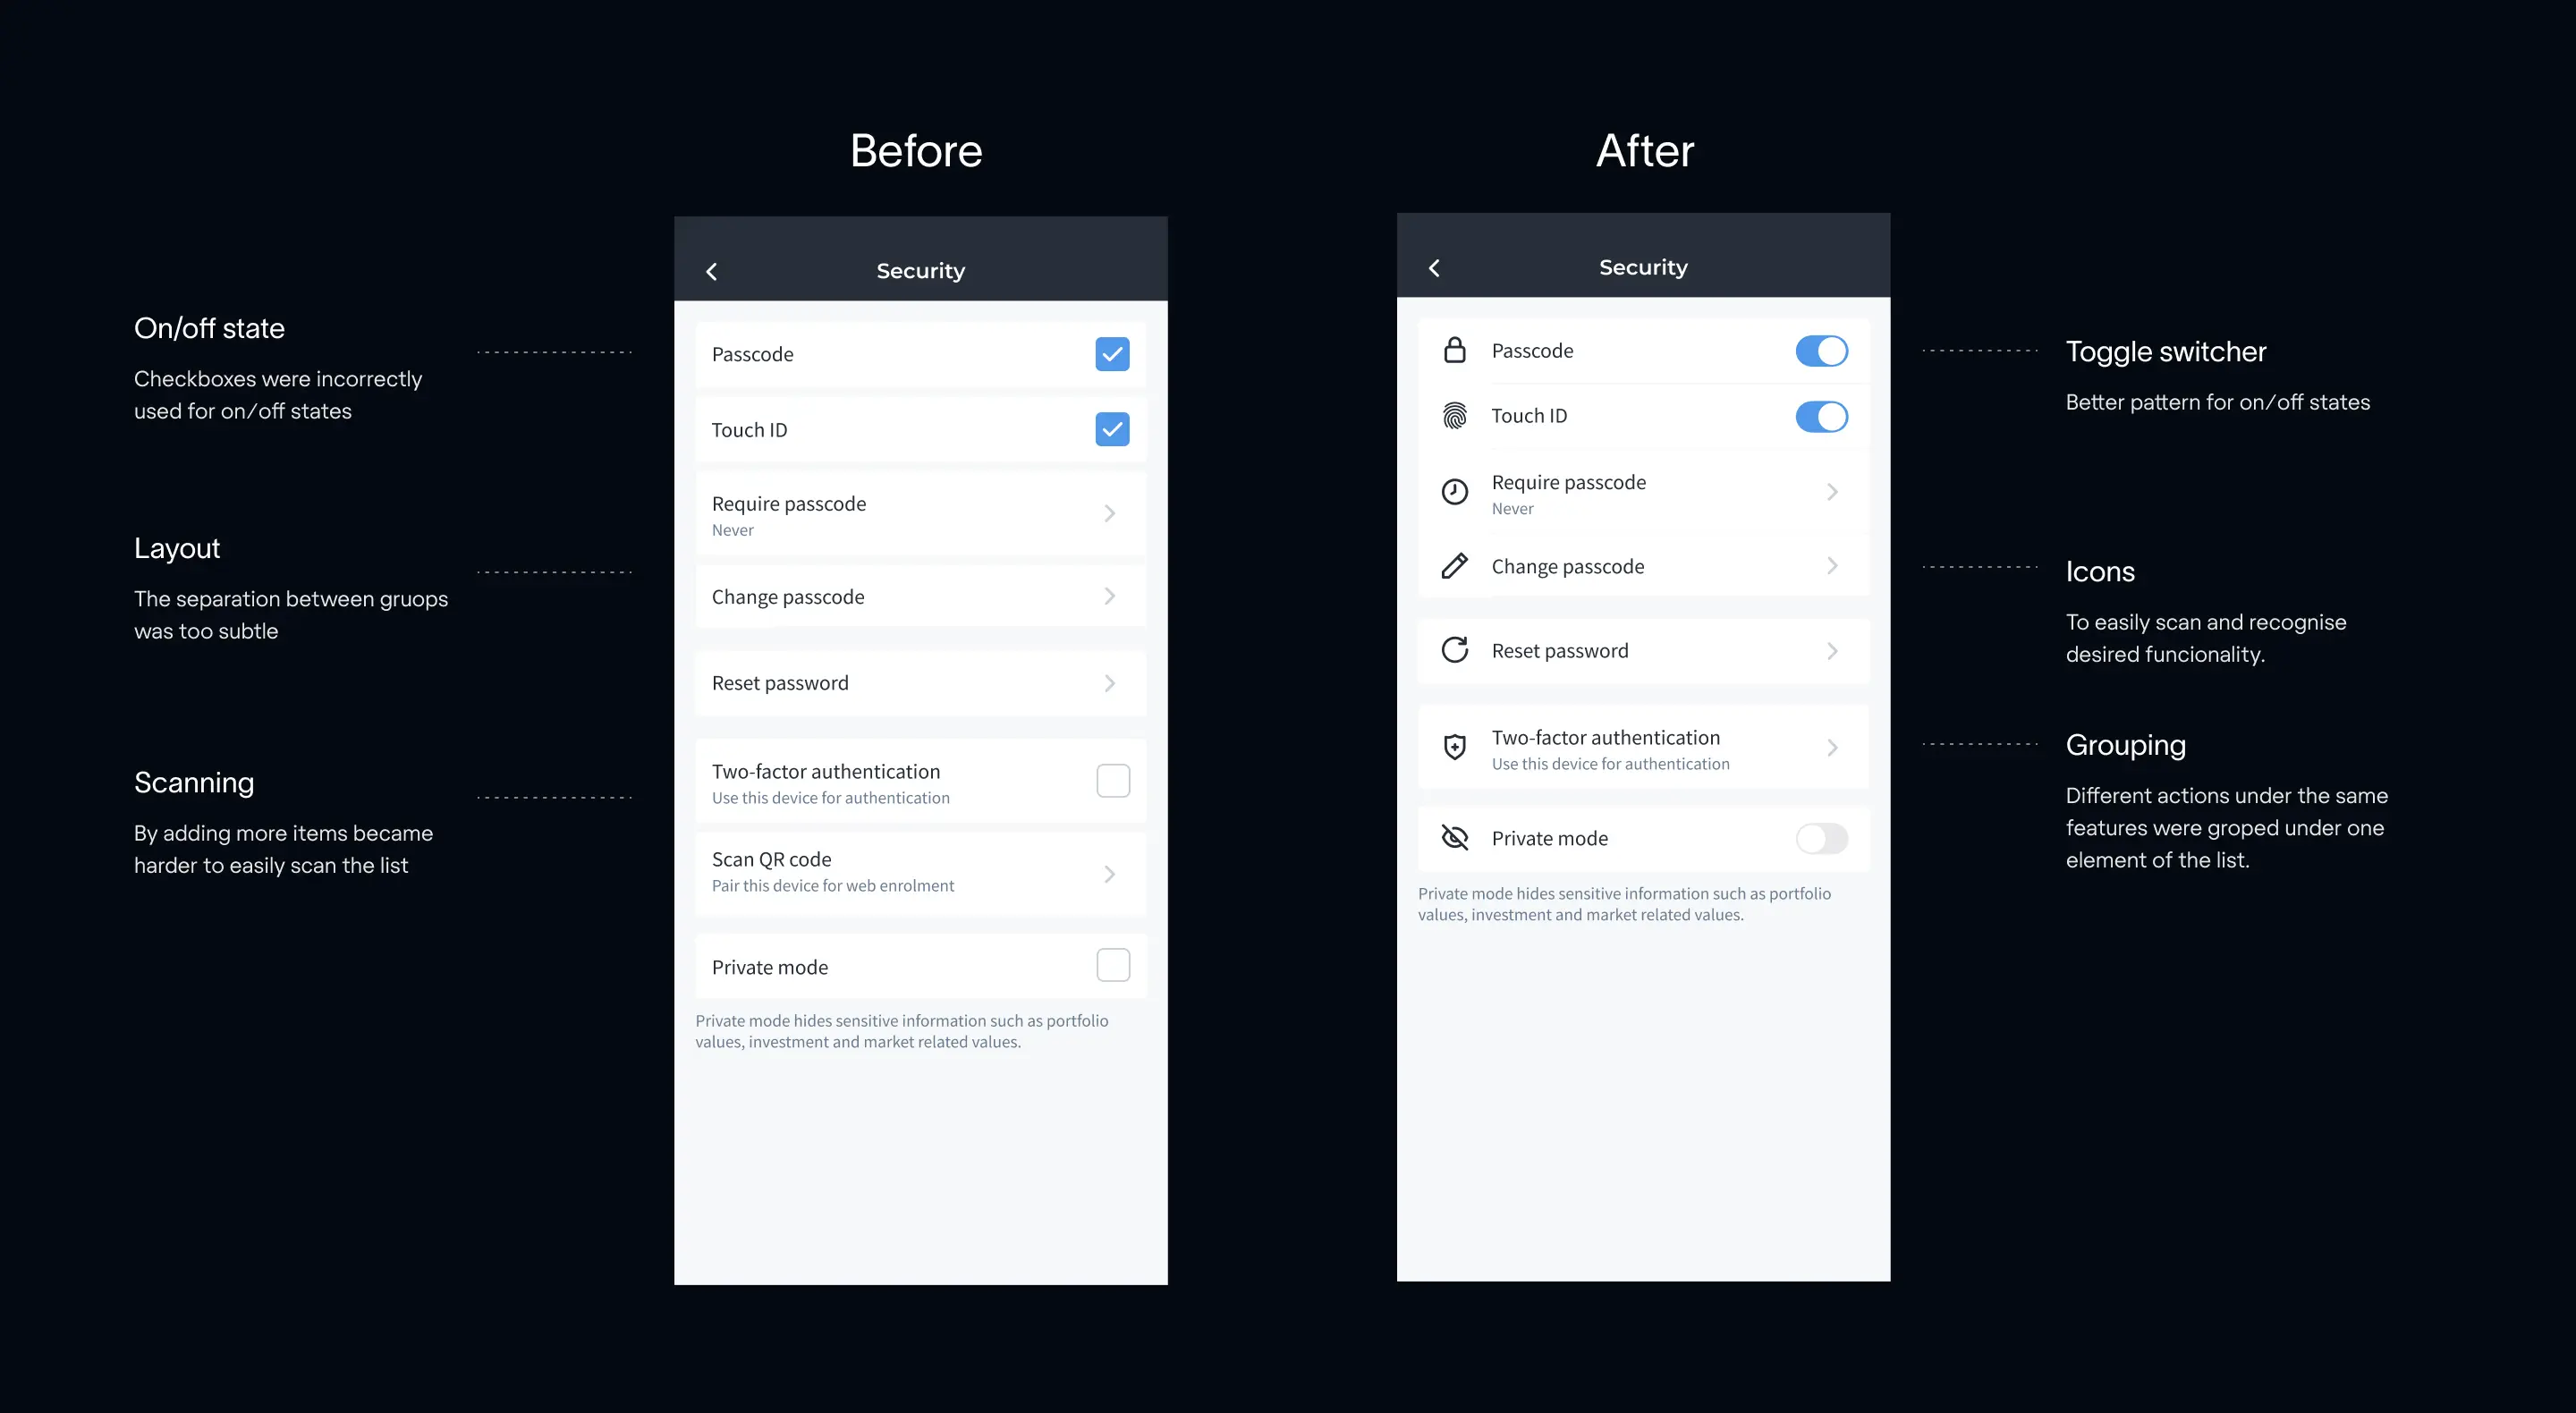 Before
After
On/off state
Checkboxes were incorrectly
used for on/off states
Layout
The separation between gruops
was too subtle
Scanning
By adding more items became
harder to easily scan the list
Security
Passcode
Touch ID
Require passcode
Never
Change passcode
Reset password
Two-factor authentication
Use this device for authentication
Scan QR code
Pair this device for web enrolment
Private mode
Private mode hides sensitive information such as portfolio
values, investment and market related values.
Security
Passcode
Touch ID
Require passcode
Never
Change passcode
Reset password
Two-factor authentication
Use this device for authentication
Private mode
Private mode hides sensitive information such as portfolio
values, investment and market related values.
Toggle switcher
Better pattern for on/off states
Icons
To easily scan and recognise
desired funcionality.
Grouping
Different actions under the same
features were groped under one
element of the list.